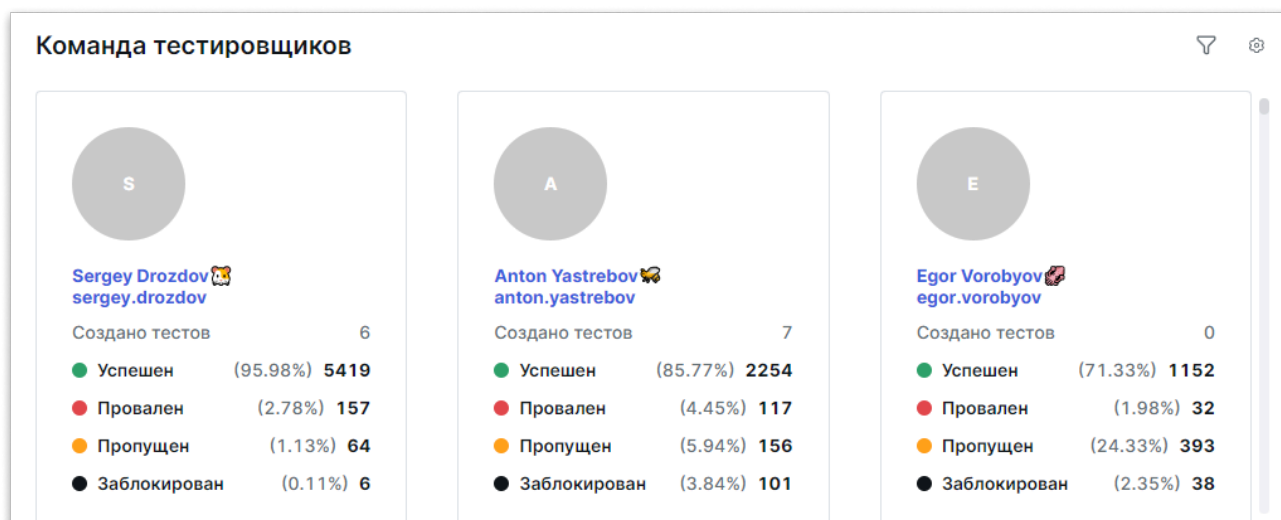 Команда тестировщиков
S
Sergey Drozdov
sergey.drozdov
Создано тестов 6
Успешен (95.98%) 5419
Провален (2.78%) 157
Пропущен (1.13%) 64
Заблокирован (0.11%) 6
A
Anton Yastrebov
anton.yastrebov
Создано тестов 7
Успешен (85.77%) 2254
Провален (4.45%) 117
Пропущен (5.94%) 156
Заблокирован (3.84%) 101
E
Egor Vorobyov
egor.vorobyov
Создано тестов 0
Успешен (71.33%) 1152
Провален (1.98%) 32
Пропущен (24.33%) 393
Заблокирован (2.35%) 38